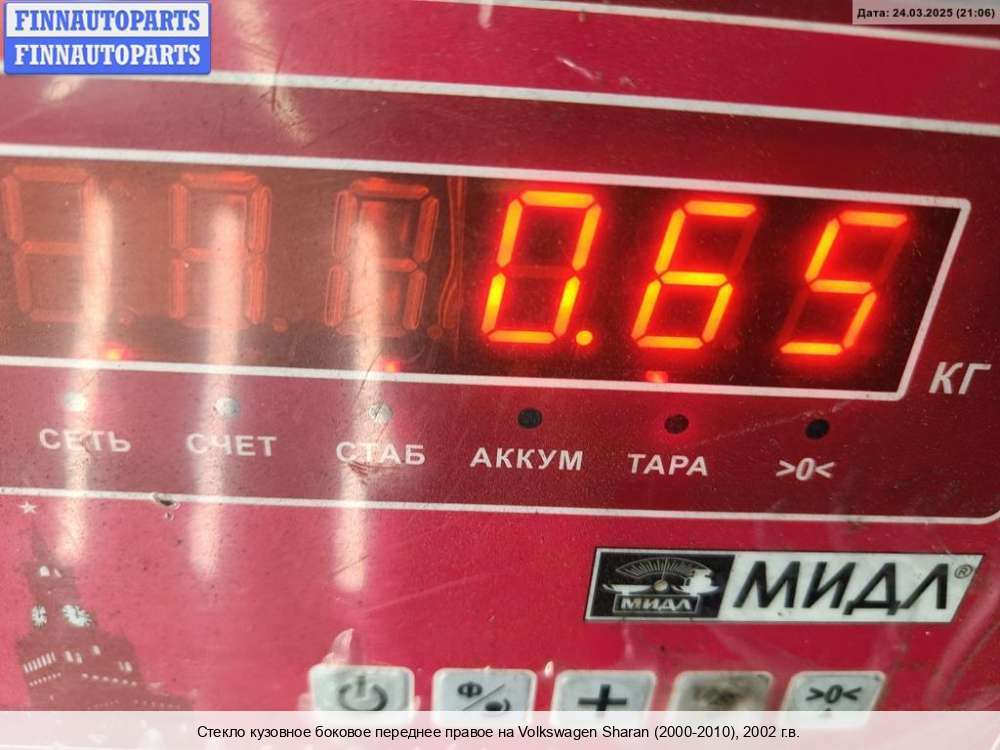 FINNAUTOPARTS
FINNAUTOPARTS
Дата: 24.03.2025 (21:06)
0.65
КГ
СЕТЬ СЧЕТ СТАБ АККУМ ТАРА >0<
МИДЛ МИДЛ®
Ф >0<
Стекло кузовное боковое переднее правое на Volkswagen Sharan (2000-2010), 2002 г.в.